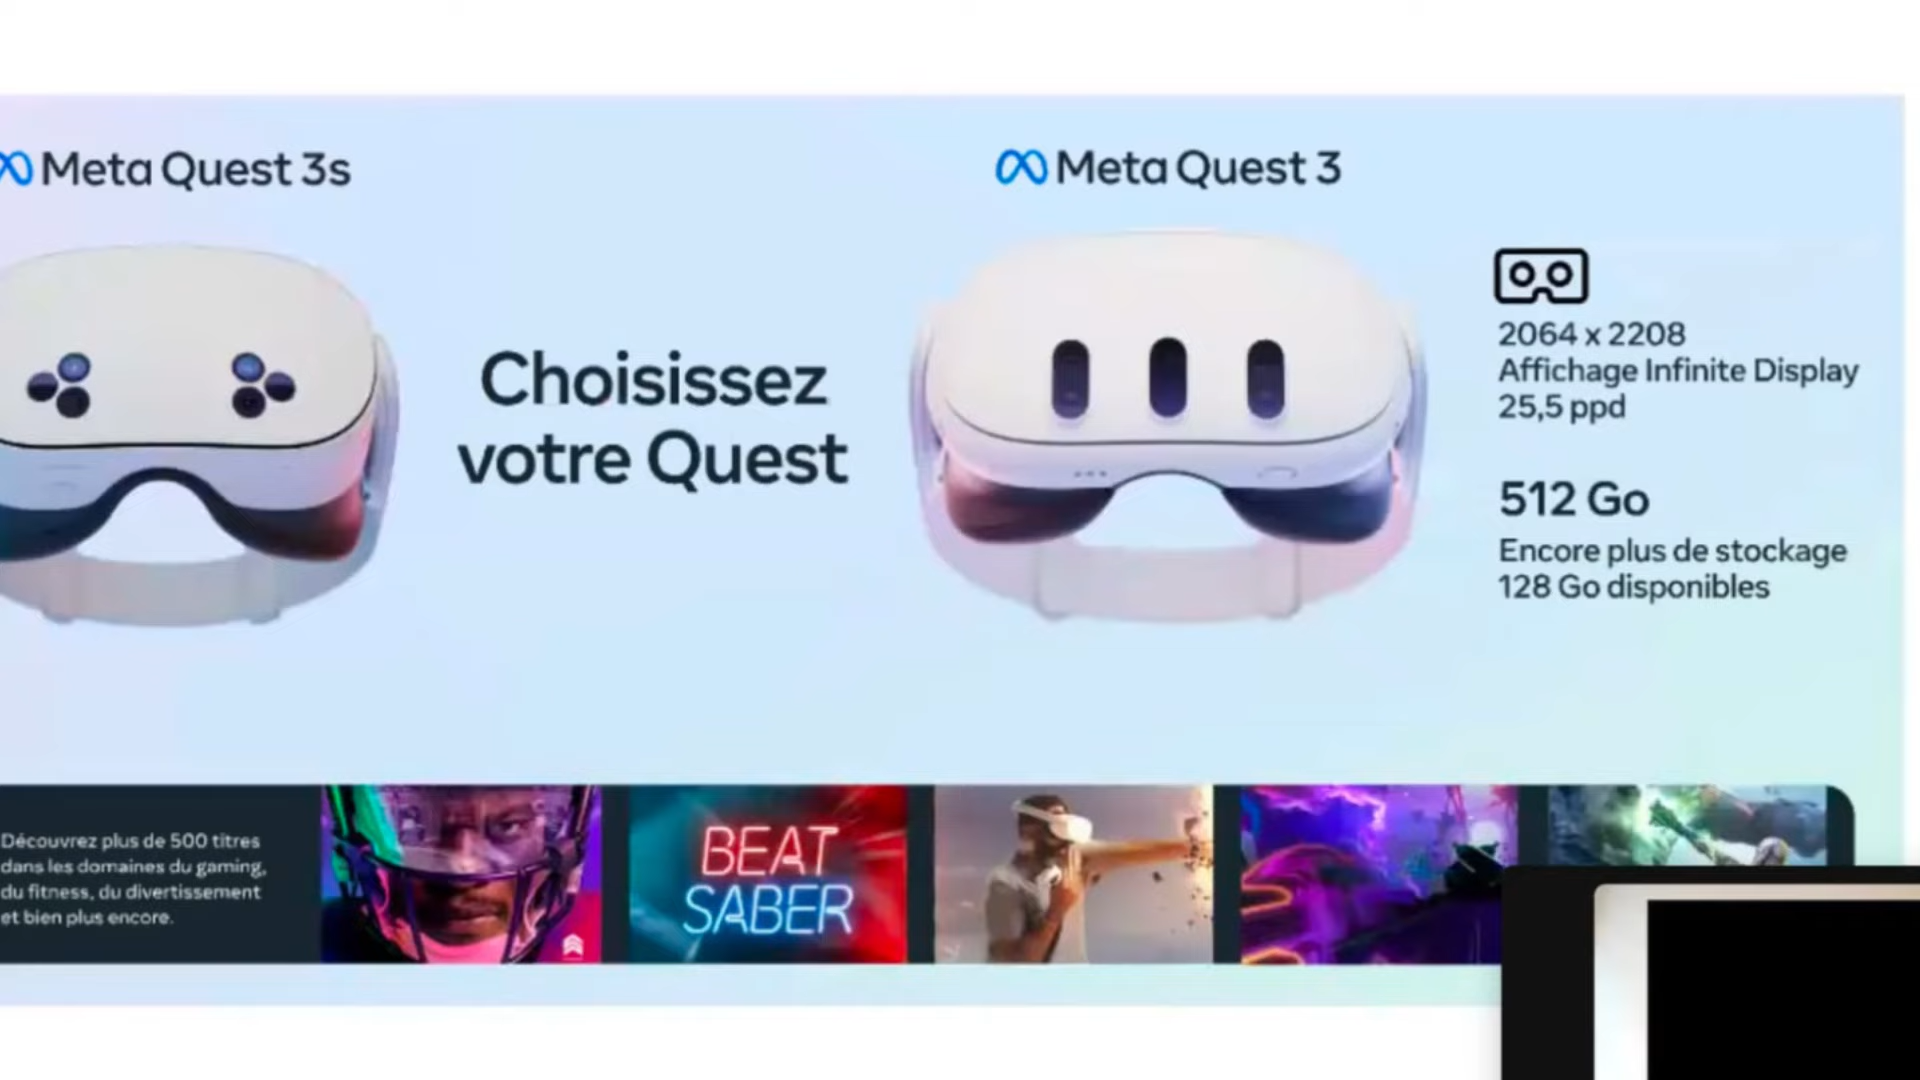 Meta Quest 3s
Meta Quest 3
Choisissez
votre Quest
2064 x 2208
Affichage Infinite Display
25,5 ppd
512 Go
Encore plus de stockage
128 Go disponibles
Découvrez plus de 500 titres
dans les domaines du gaming,
du fitness, du divertissement
et bien plus encore.
BEAT
SABER